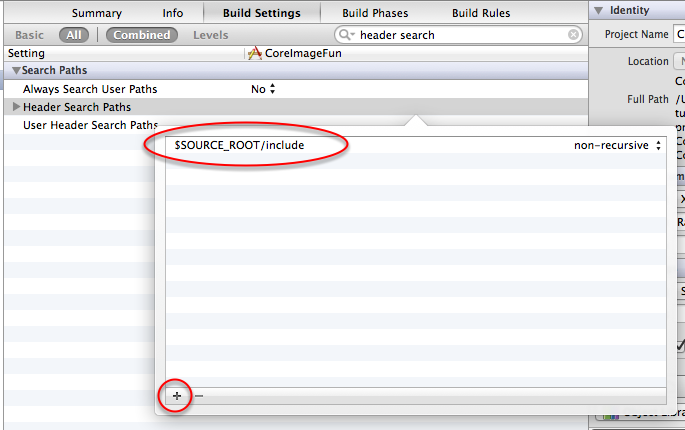 Summary Info Build Settings Build Phases Build Rules
Basic All Combined Levels header search
Setting CoreImageFun
Search Paths
Always Search User Paths No
Header Search Paths
User Header Search Paths
$SOURCE_ROOT/include non-recursive
+ −
Identity
Project Name C
Location
Full Path /U
Object Libra